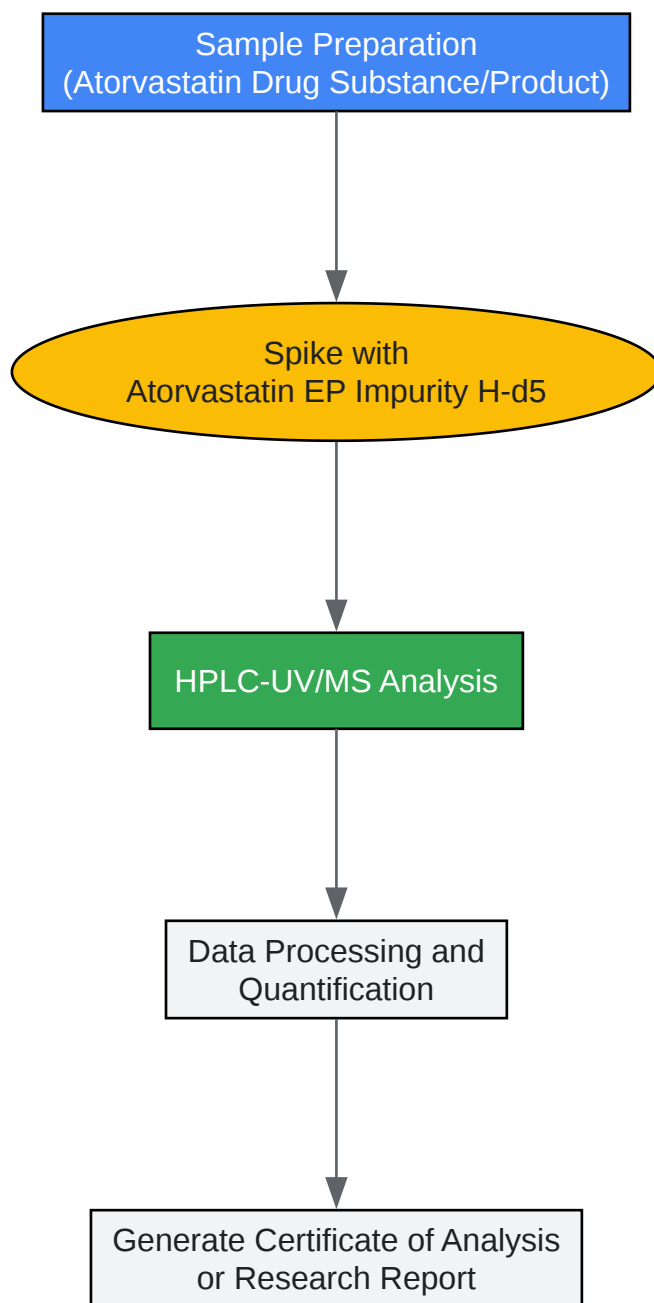 Sample Preparation
(Atorvastatin Drug Substance/Product)
Spike with
Atorvastatin EP Impurity H-d5
HPLC-UV/MS Analysis
Data Processing and
Quantification
Generate Certificate of Analysis
or Research Report